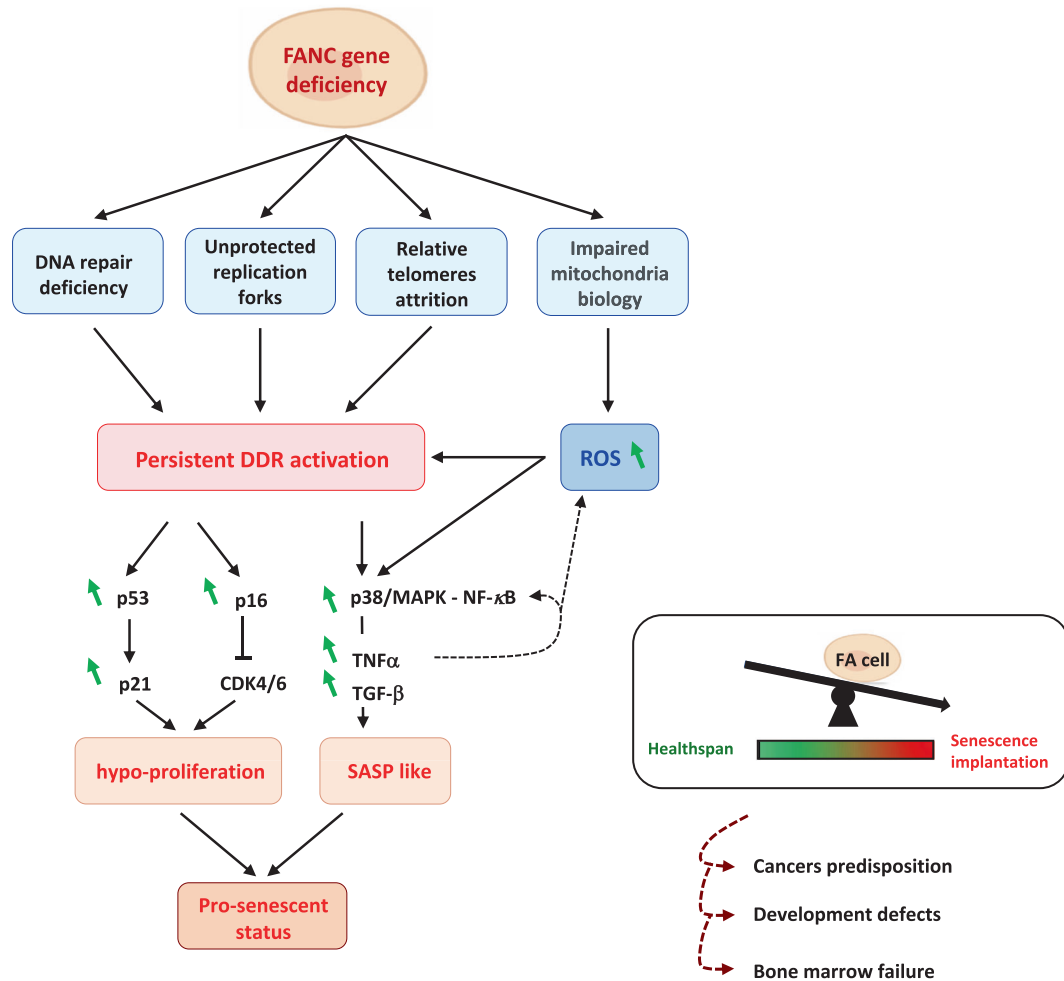 FANC gene
deficiency
DNA repair
deficiency
Unprotected
replication
forks
Relative
telomeres
attrition
Impaired
mitochondria
biology
Persistent DDR activation
ROS
p53
p16
p38/MAPK - NF-κB
p21
CDK4/6
TNFα
TGF-β
hypo-proliferation
SASP like
Pro-senescent
status
FA cell
Healthspan
Senescence
implantation
Cancers predisposition
Development defects
Bone marrow failure